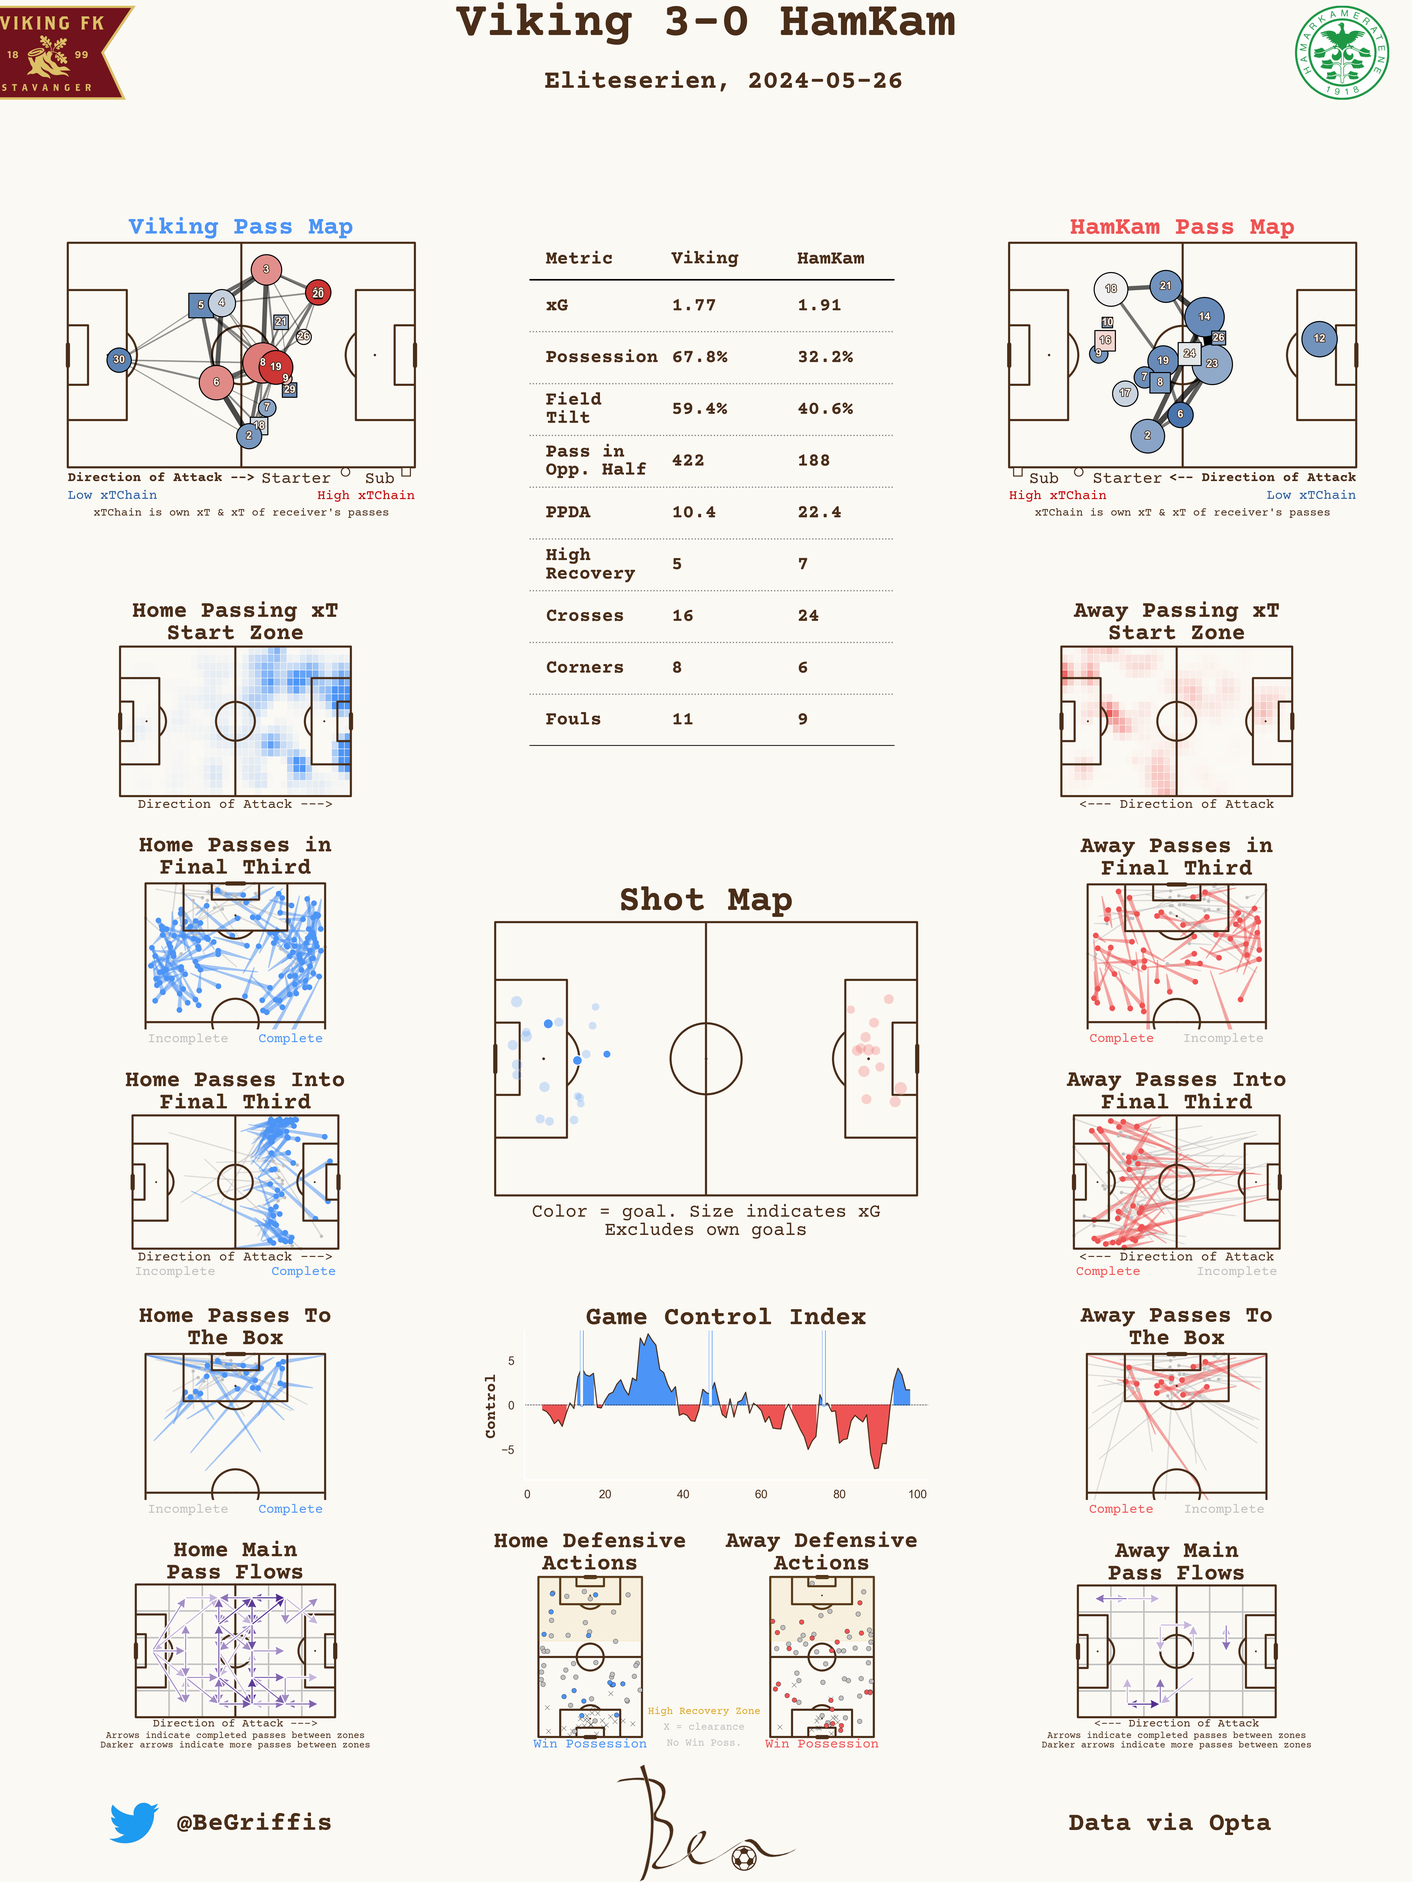 Viking 3-0 HamKam
Eliteserien, 2024-05-26
VIKING FK
18 99
STAVANGER
HAMARKAMERATENE
1918
Viking Pass Map
3
20
5
4
21
26
30
8
19
6
9
29
7
18
2
Direction of Attack --> Starter Sub
Low xTChain High xTChain
xTChain is own xT & xT of receiver's passes
Metric Viking HamKam
xG 1.77 1.91
Possession 67.8% 32.2%
Field
Tilt 59.4% 40.6%
Pass in
Opp. Half 422 188
PPDA 10.4 22.4
High
Recovery 5 7
Crosses 16 24
Corners 8 6
Fouls 11 9
HamKam Pass Map
18
21
10
14
16
26
12
9
24
19
23
7
8
17
6
2
Sub Starter <-- Direction of Attack
High xTChain Low xTChain
xTChain is own xT & xT of receiver's passes
Home Passing xT
Start Zone
Direction of Attack --->
Away Passing xT
Start Zone
<--- Direction of Attack
Home Passes in
Final Third
Incomplete Complete
Away Passes in
Final Third
Complete Incomplete
Shot Map
Color = goal. Size indicates xG
Excludes own goals
Home Passes Into
Final Third
Direction of Attack --->
Incomplete Complete
Away Passes Into
Final Third
<--- Direction of Attack
Complete Incomplete
Home Passes To
The Box
Incomplete Complete
Game Control Index
Control
5
0
−5
0 20 40 60 80 100
Away Passes To
The Box
Complete Incomplete
Home Main
Pass Flows
Direction of Attack --->
Arrows indicate completed passes between zones
Darker arrows indicate more passes between zones
Home Defensive
Actions
Win Possession
High Recovery Zone
X = clearance
No Win Poss.
Away Defensive
Actions
Win Possession
Away Main
Pass Flows
<--- Direction of Attack
Arrows indicate completed passes between zones
Darker arrows indicate more passes between zones
@BeGriffis
Ben
Data via Opta